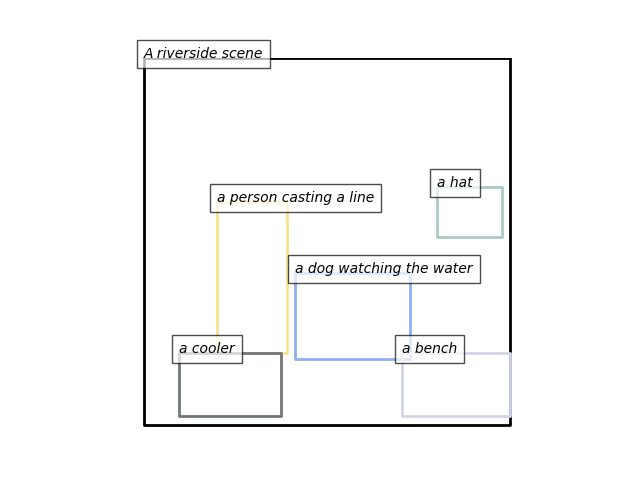 A riverside scene
a hat
a person casting a line
a dog watching the water
a cooler
a bench